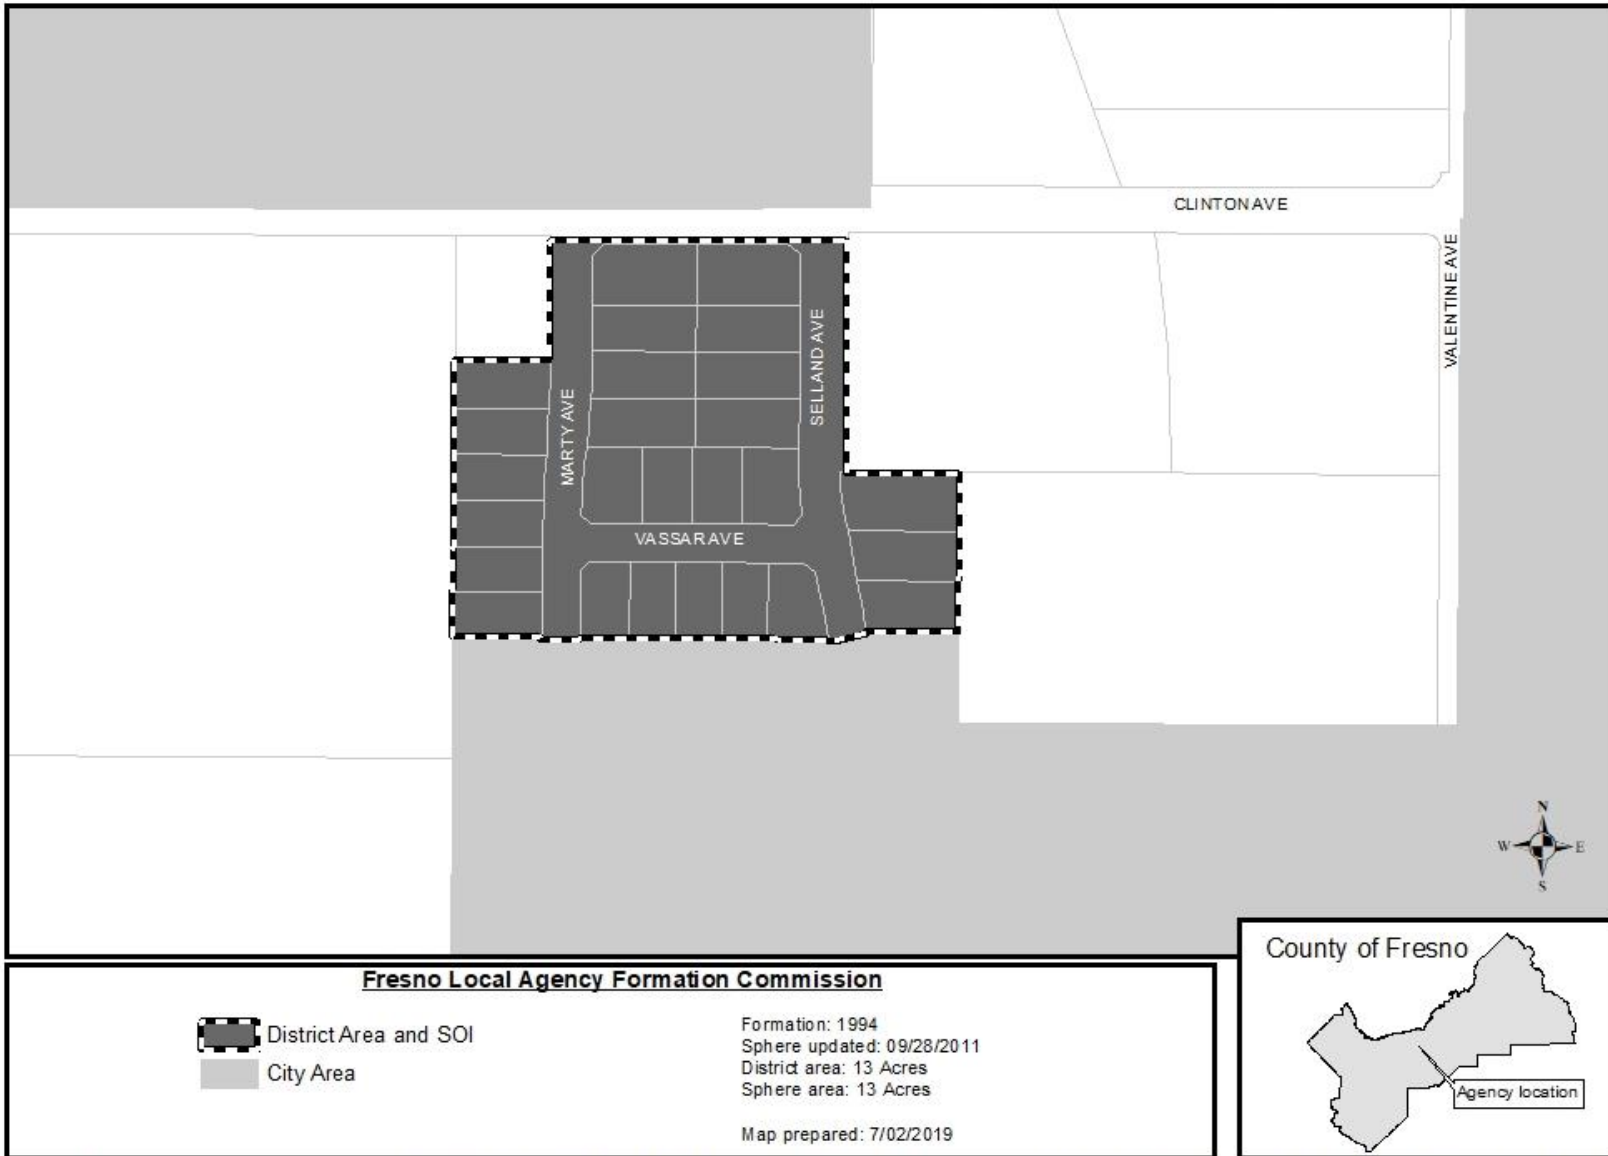 CLINTON AVE
VALENTINE AVE
SELLAND AVE
MARTY AVE
VASSAR AVE
N
W E
S
County of Fresno
Agency location
Fresno Local Agency Formation Commission
District Area and SOI
City Area
Formation: 1994
Sphere updated: 09/28/2011
District area: 13 Acres
Sphere area: 13 Acres
Map prepared: 7/02/2019